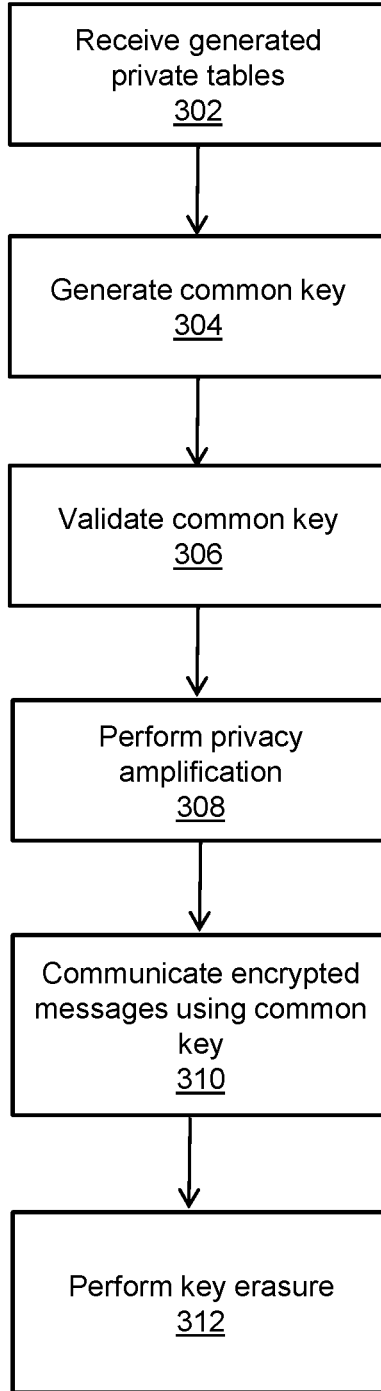 Receive generated
private tables
302
Generate common key
304
Validate common key
306
Perform privacy
amplification
308
Communicate encrypted
messages using common
key
310
Perform key erasure
312